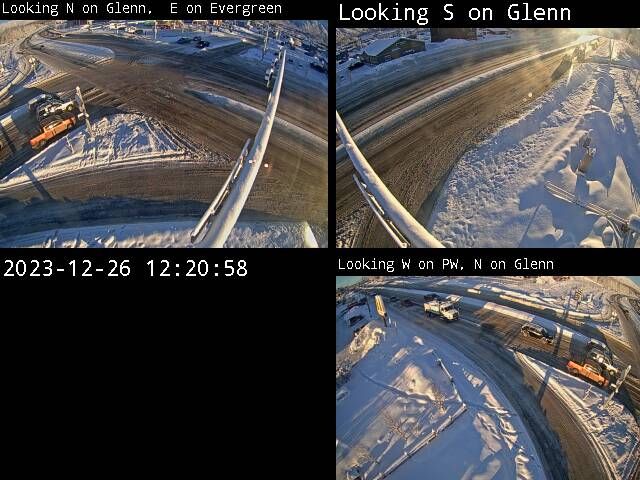 Looking N on Glenn,  E on Evergreen
Looking S on Glenn
2023-12-26 12:20:58
Looking W on PW, N on Glenn